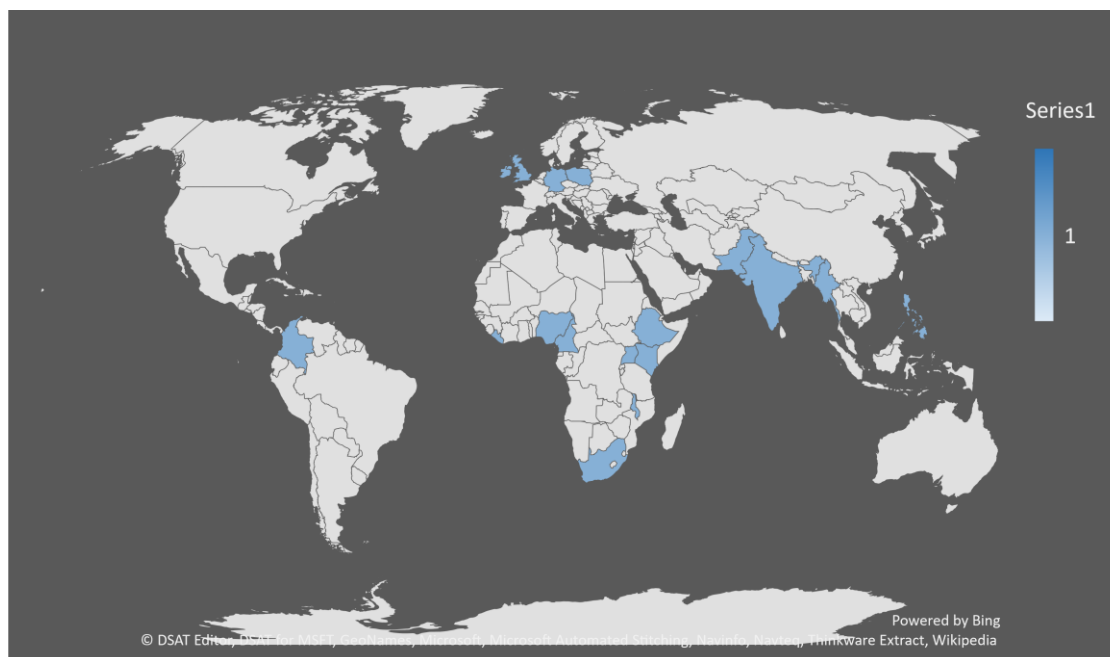 Series1
1
Powered by Bing
© DSAT Editor, DSAT for MSFT, GeoNames, Microsoft, Microsoft Automated Stitching, Navinfo, Navteq, Thinkware Extract, Wikipedia